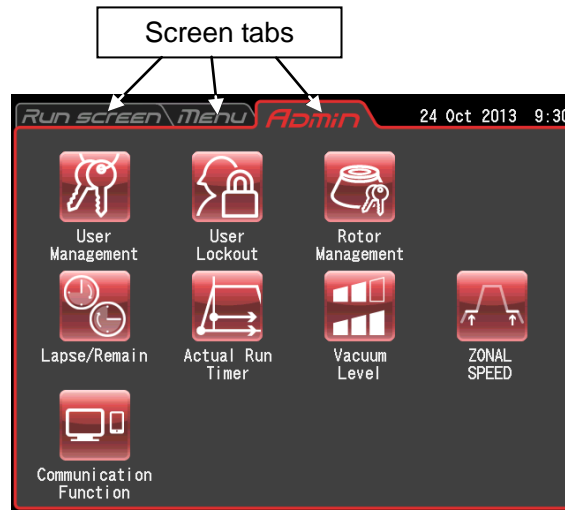 Screen tabs
Run screen Menu Admin 24 Oct 2013 9:30
User Management
User Lockout
Rotor Management
Lapse/Remain
Actual Run Timer
Vacuum Level
ZONAL SPEED
Communication Function